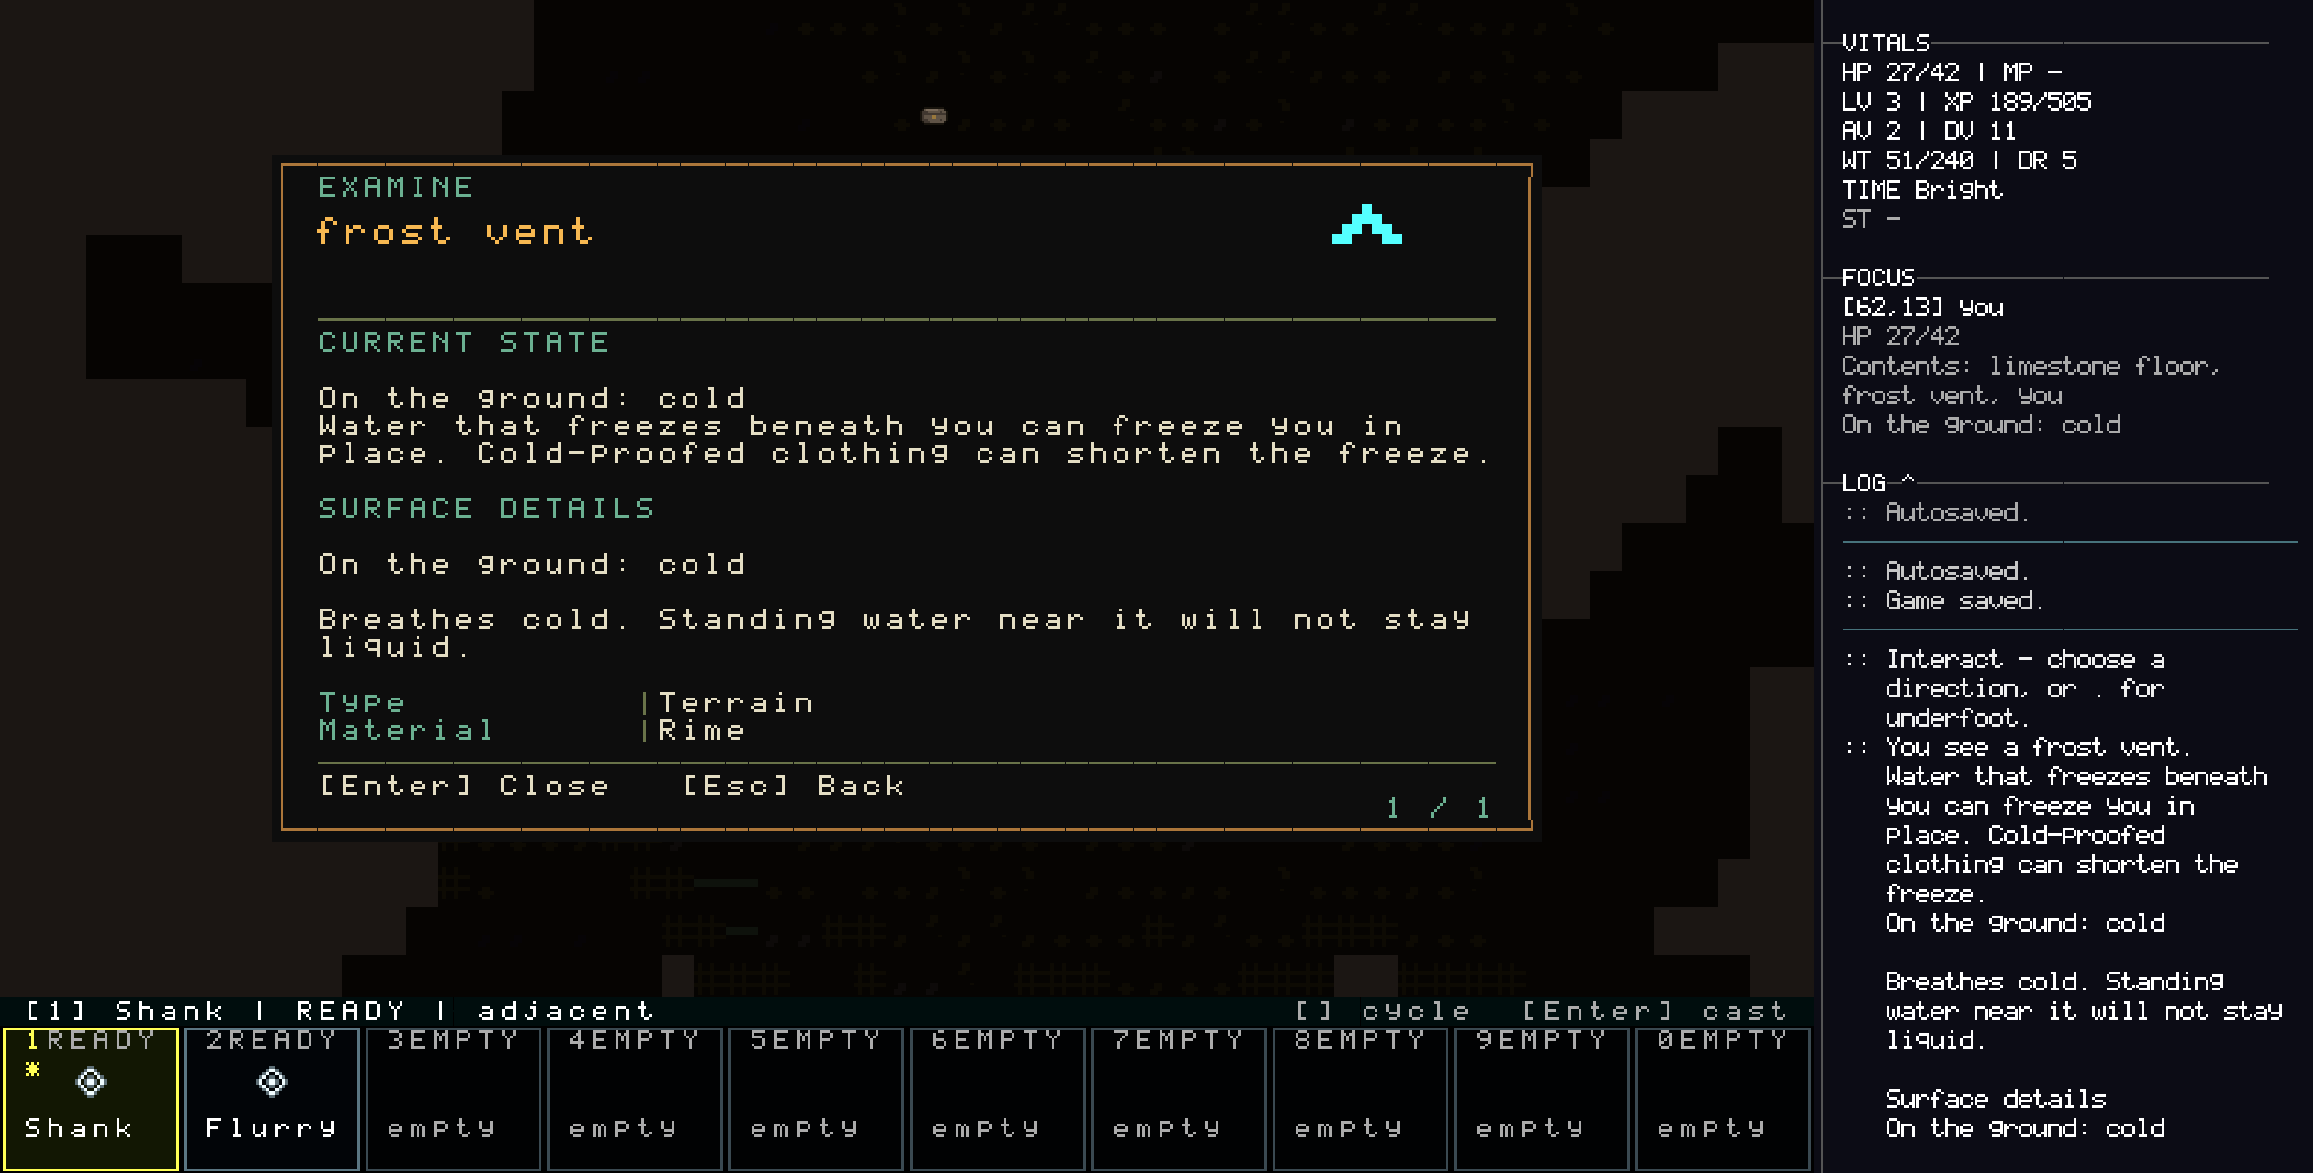 EXAMINE
frost vent
CURRENT STATE
On the ground: cold
Water that freezes beneath you can freeze you in
place. Cold-proofed clothing can shorten the freeze.
SURFACE DETAILS
On the ground: cold
Breathes cold. Standing water near it will not stay
liquid.
Type | Terrain
Material | Rime
[Enter] Close [Esc] Back
1 / 1
[1] Shank | READY | adjacent [] cycle [Enter] cast
1READY 2READY 3EMPTY 4EMPTY 5EMPTY 6EMPTY 7EMPTY 8EMPTY 9EMPTY 0EMPTY
*
Shank Flurry empty empty empty empty empty empty empty empty
VITALS
HP 27/42 | MP -
LV 3 | XP 189/505
AV 2 | DV 11
WT 51/240 | DR 5
TIME Bright
ST -
FOCUS
[62,13] You
HP 27/42
Contents: limestone floor,
frost vent, you
On the ground: cold
LOG ^
:: Autosaved.
:: Autosaved.
:: Game saved.
:: Interact - choose a
direction, or . for
underfoot.
:: You see a frost vent.
Water that freezes beneath
you can freeze you in
place. Cold-proofed
clothing can shorten the
freeze.
On the ground: cold
Breathes cold. Standing
water near it will not stay
liquid.
Surface details
On the ground: cold